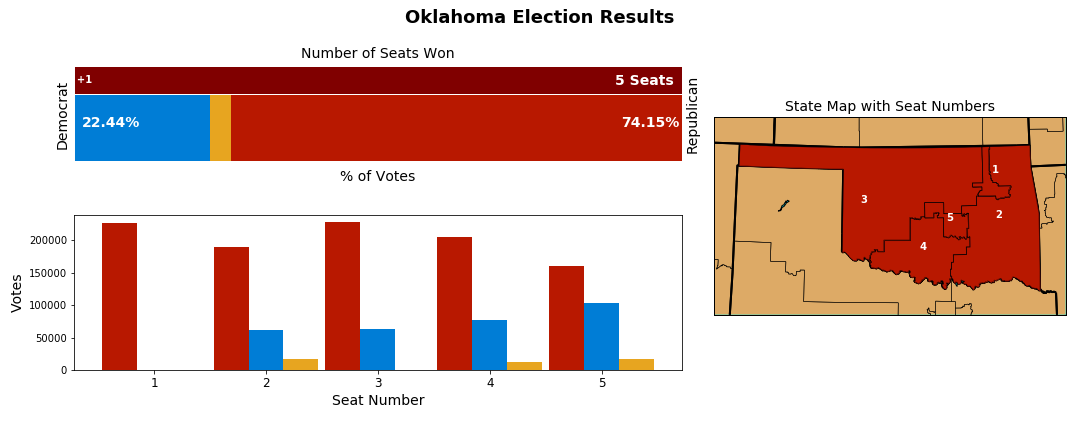 Oklahoma Election Results
Number of Seats Won
+1
5 Seats
Democrat
22.44%
74.15%
Republican
% of Votes
State Map with Seat Numbers
1
3
2
5
4
Votes
200000
150000
100000
50000
0
1 2 3 4 5
Seat Number